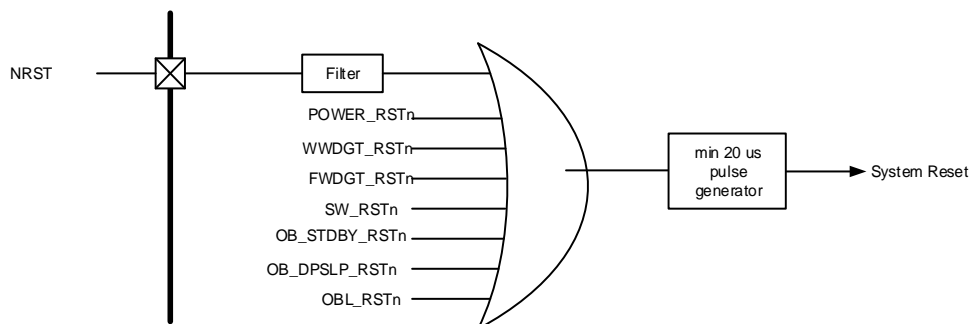 NRST
Filter
POWER_RSTn
WWDGT_RSTn
FWDGT_RSTn
SW_RSTn
OB_STDBY_RSTn
OB_DPSLP_RSTn
OBL_RSTn
min 20 us
pulse
generator
System Reset